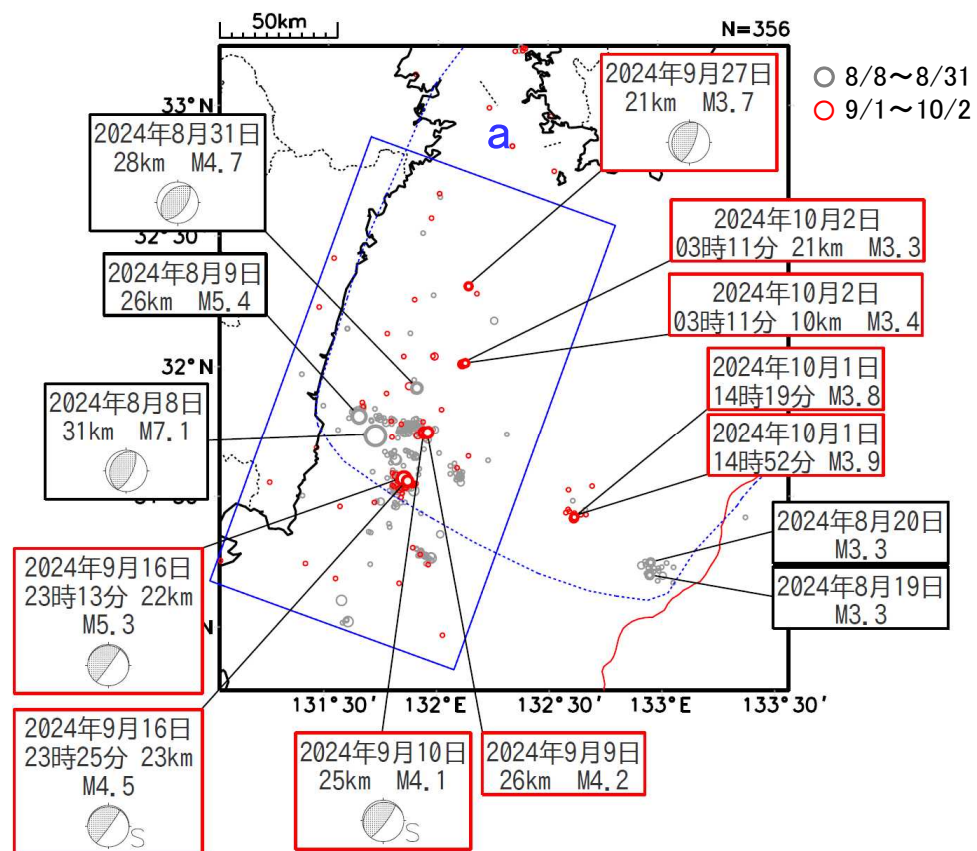 50km
N=356
8/8～8/31
9/1～10/2
33°N
a
2024年9月27日
21km M3.7
2024年8月31日
28km M4.7
32°30'
2024年10月2日
03時11分 21km M3.3
2024年8月9日
26km M5.4
2024年10月2日
03時11分 10km M3.4
32°N
2024年10月1日
14時19分 M3.8
2024年8月8日
31km M7.1
2024年10月1日
14時52分 M3.9
30'
2024年8月20日
M3.3
2024年8月19日
M3.3
2024年9月16日
23時13分 22km
M5.3
N
131°30'
132°E
132°30'
133°E
133°30'
2024年9月16日
23時25分 23km
M4.5
S
2024年9月10日
25km M4.1
S
2024年9月9日
26km M4.2